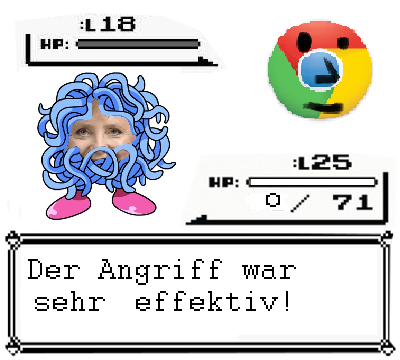 :L18
HP:
:L25
HP:
0 / 71
Der Angriff war
sehr effektiv!